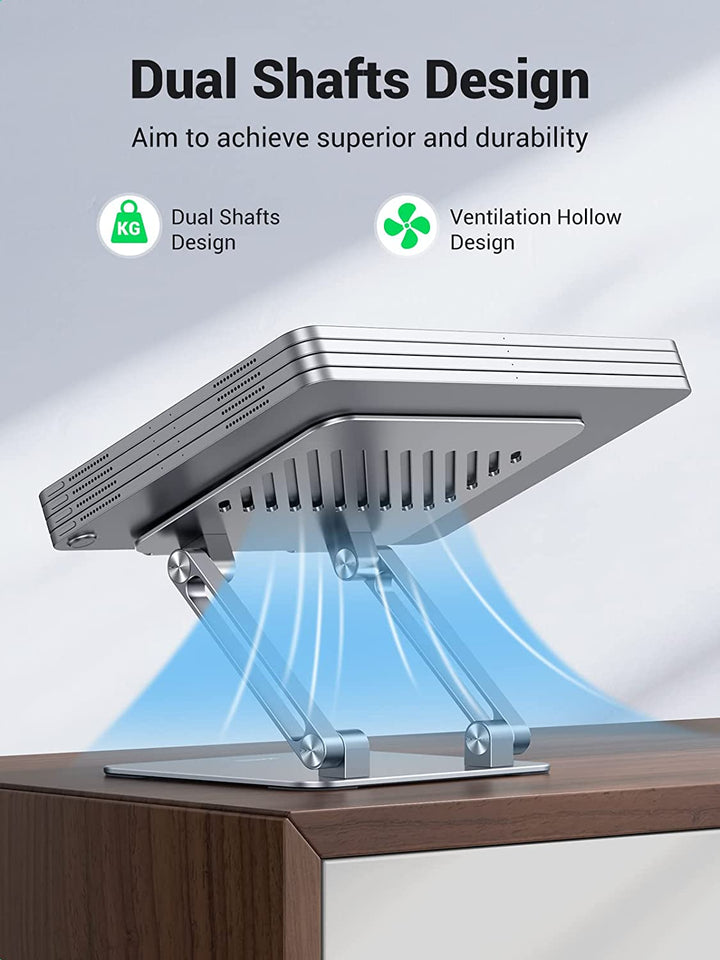 Dual Shafts Design
Aim to achieve superior and durability
KG
Dual Shafts
Design
Ventilation Hollow
Design